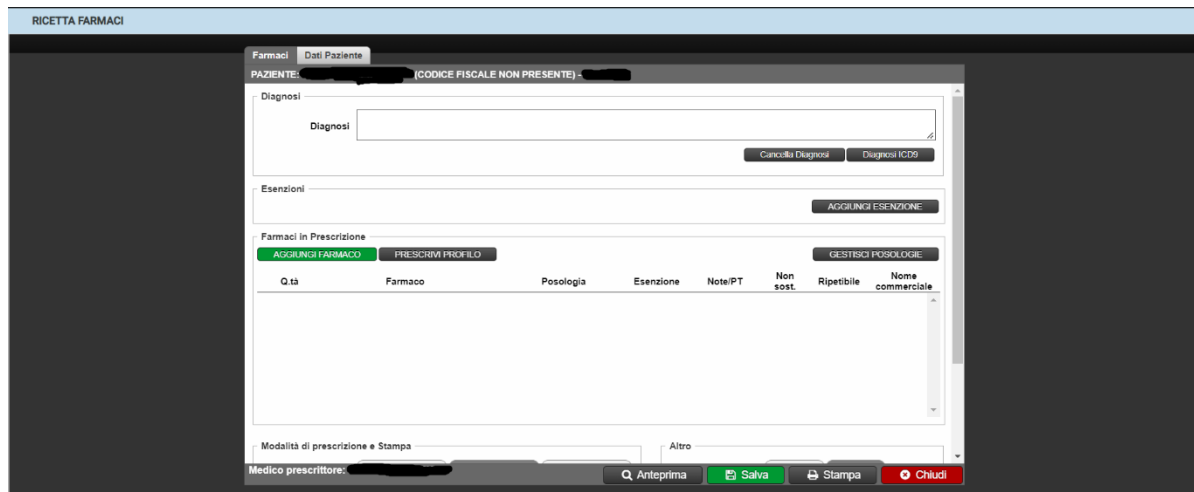 RICETTA FARMACI
Farmaci Dati Paziente
PAZIENTE: (CODICE FISCALE NON PRESENTE) -
Diagnosi
Diagnosi
Cancella Diagnosi Diagnosi ICD9
Esenzioni
AGGIUNGI ESENZIONE
Farmaci in Prescrizione
AGGIUNGI FARMACO PRESCRIVI PROFILO GESTISCI POSOLOGIE
Q.tà Farmaco Posologia Esenzione Note/PT Non sost. Ripetibile Nome commerciale
Modalità di prescrizione e Stampa Altro
Medico prescrittore: Anteprima Salva Stampa Chiudi